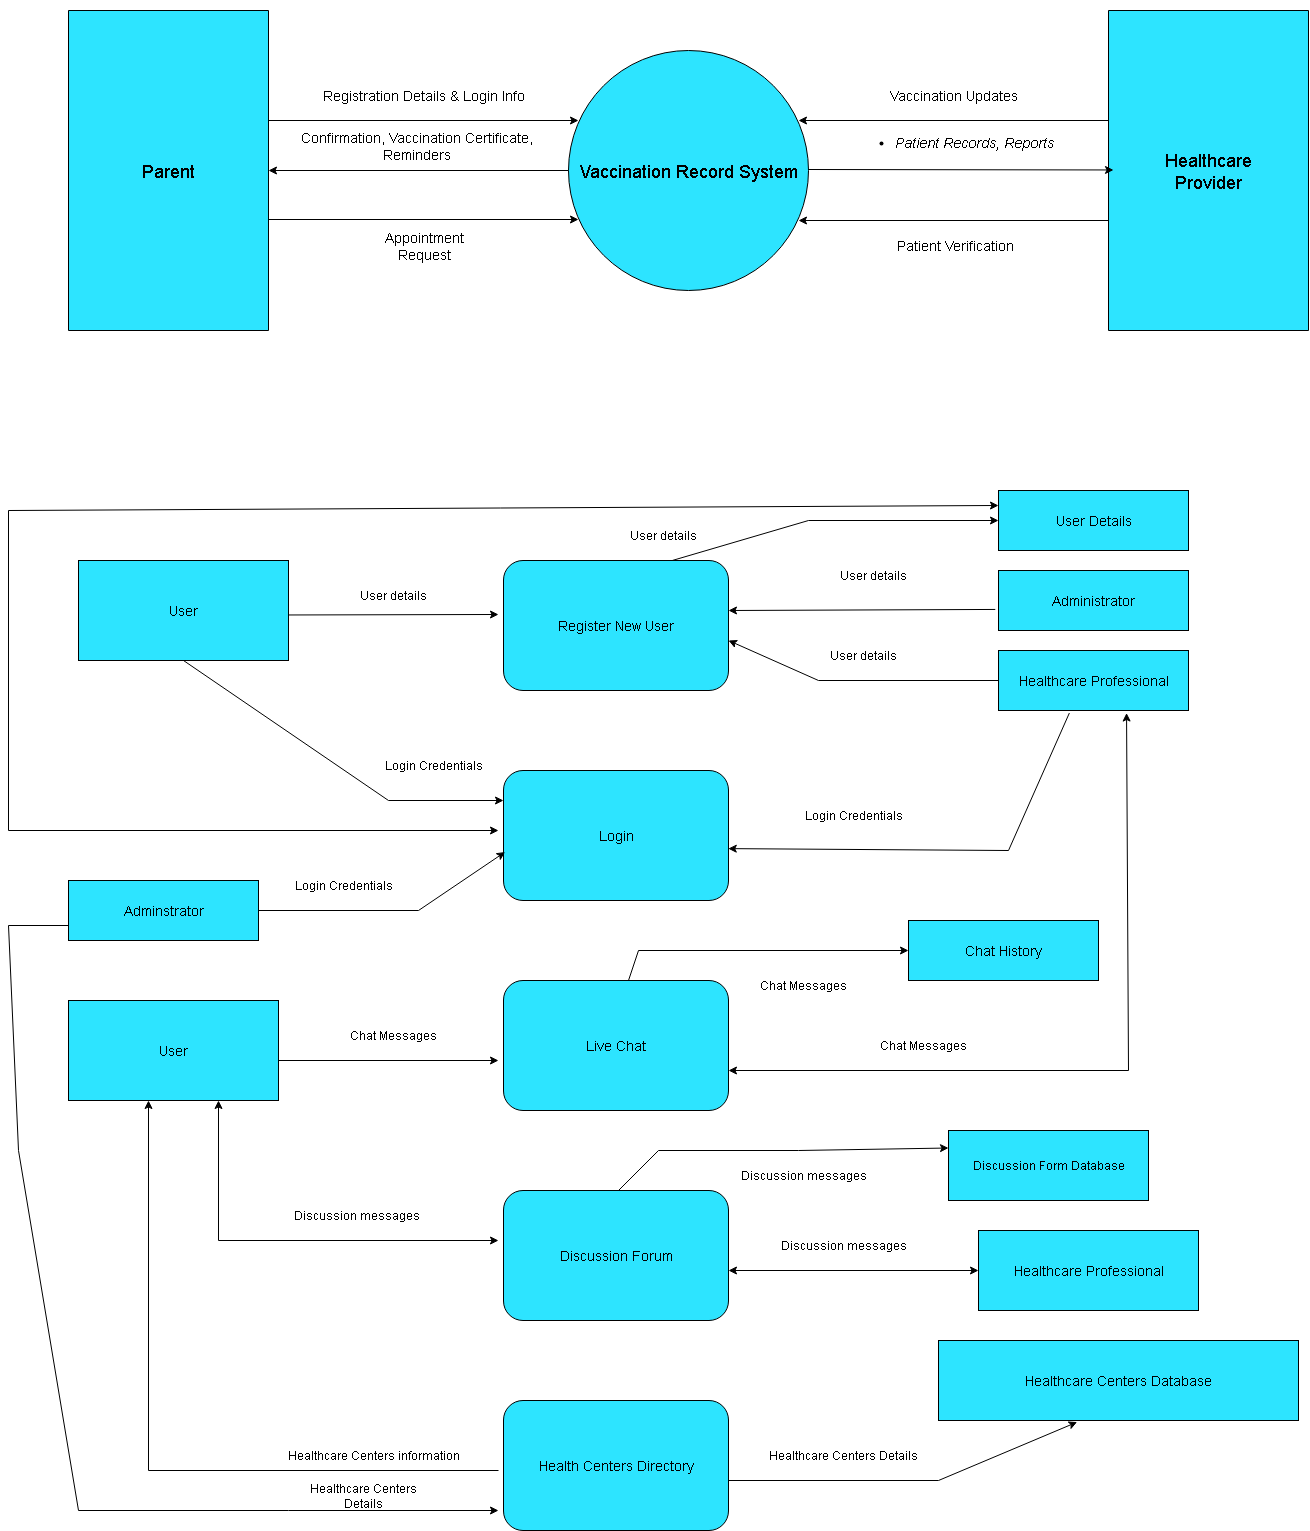 Registration Details & Login Info
Vaccination Updates
Confirmation, Vaccination Certificate,
Reminders
• Patient Records, Reports
Parent
Vaccination Record System
Healthcare
Provider
Appointment
Request
Patient Verification
User Details
User details
User details
User details
Administrator
User
Register New User
User details
Healthcare Professional
Login Credentials
Login Credentials
Login
Login Credentials
Adminstrator
Chat History
Chat Messages
Chat Messages
User
Live Chat
Chat Messages
Discussion Form Database
Discussion messages
Discussion messages
Discussion messages
Discussion Forum
Healthcare Professional
Healthcare Centers Database
Healthcare Centers information
Healthcare Centers Details
Health Centers Directory
Healthcare Centers
Details